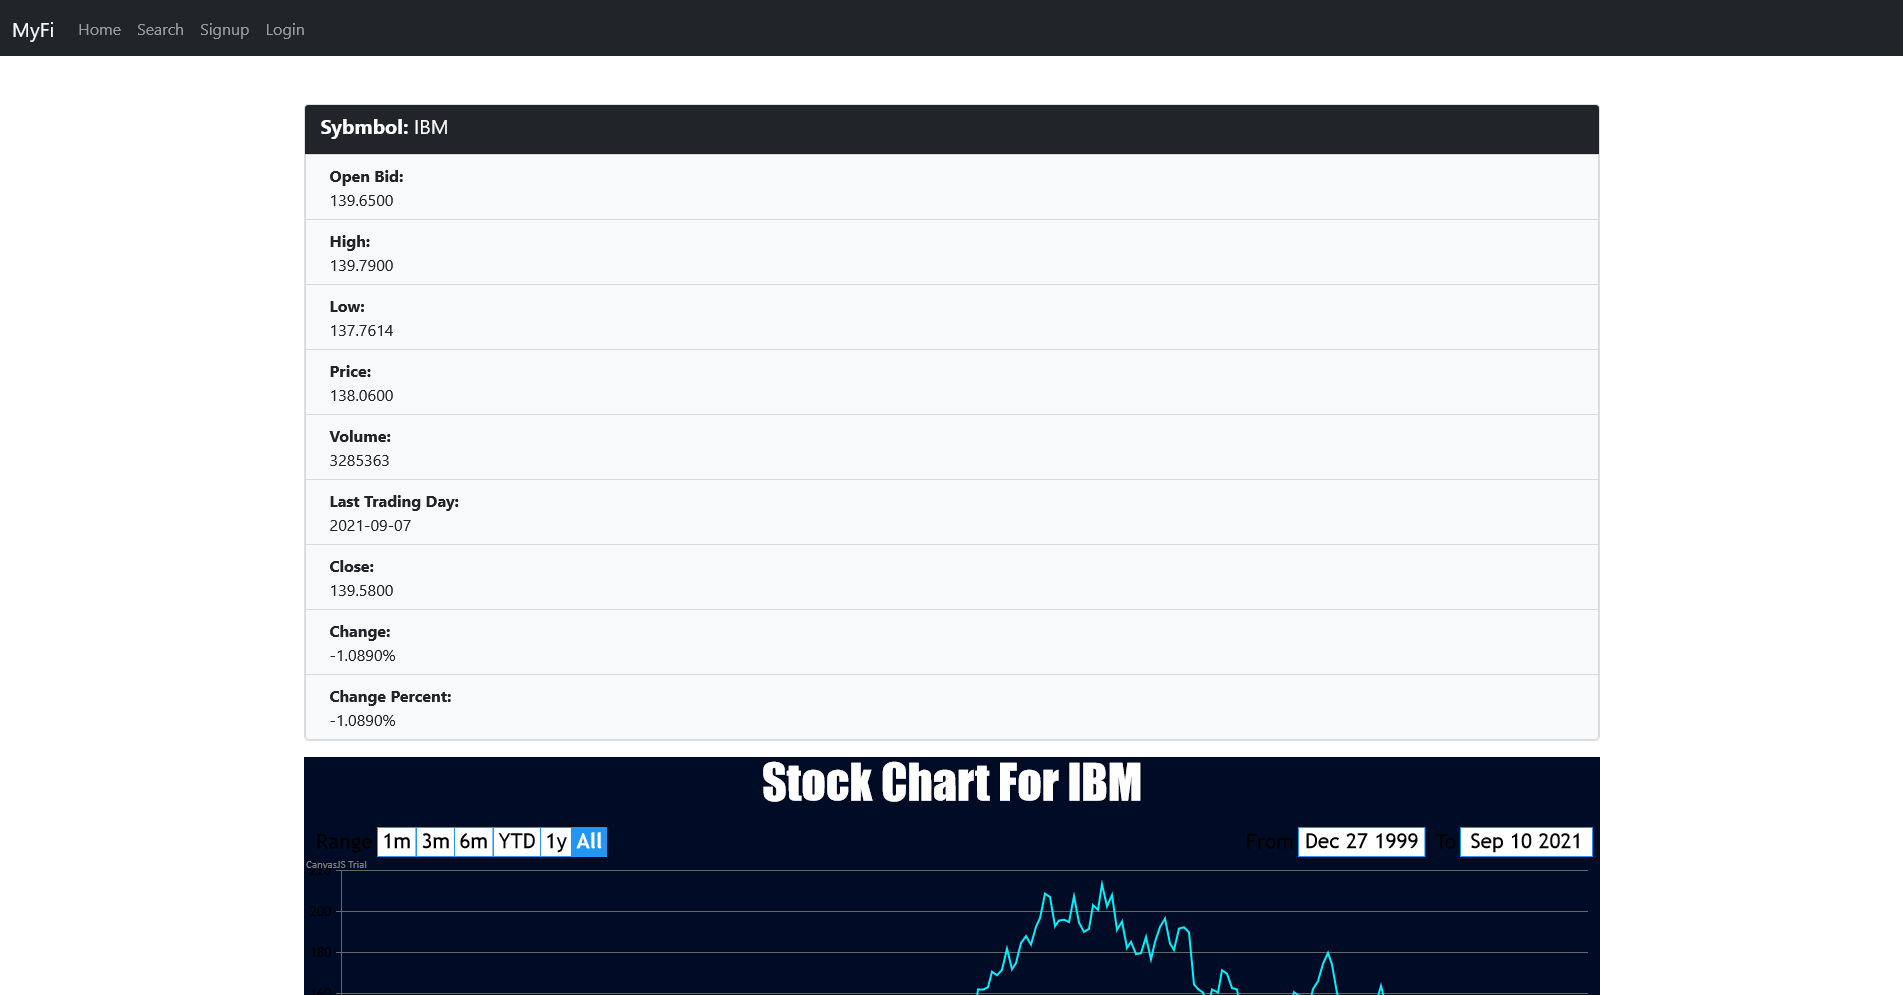 MyFi Home Search Signup Login
Sybmbol: IBM
Open Bid:
139.6500
High:
139.7900
Low:
137.7614
Price:
138.0600
Volume:
3285363
Last Trading Day:
2021-09-07
Close:
139.5800
Change:
-1.0890%
Change Percent:
-1.0890%
Stock Chart For IBM
Range 1m 3m 6m YTD 1y All From Dec 27 1999 To Sep 10 2021
CanvasJS Trial
220
200
180
160